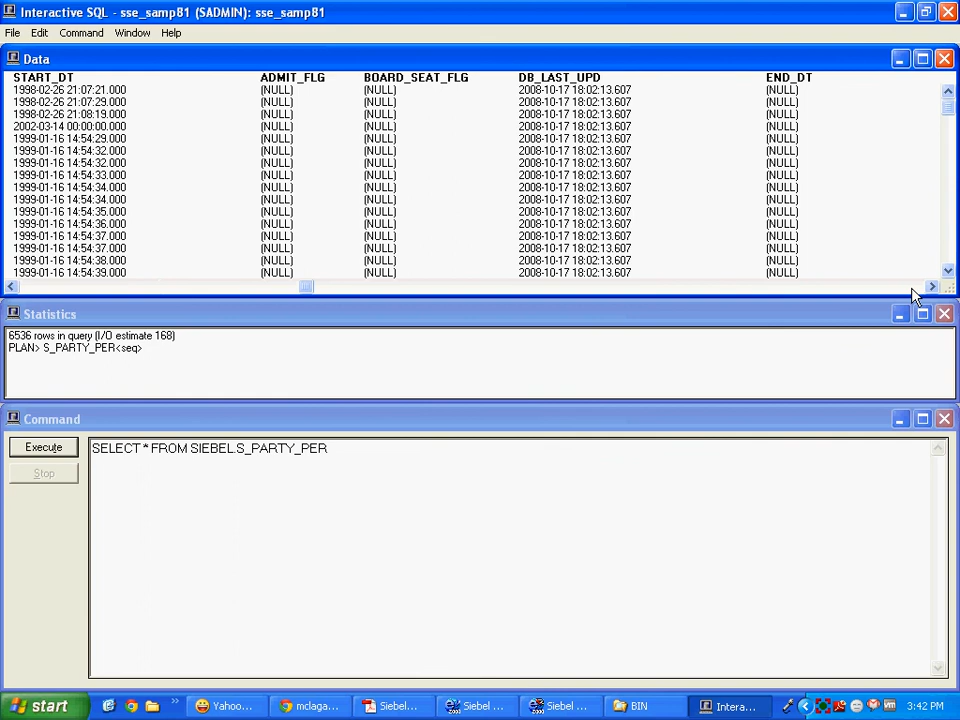 Interactive SQL - sse_samp81 (SADMIN): sse_samp81
File Edit Command Window Help
Data
START_DT ADMIT_FLG BOARD_SEAT_FLG DB_LAST_UPD END_DT
1998-02-26 21:07:21.000 (NULL) (NULL) 2008-10-17 18:02:13.607 (NULL)
1998-02-26 21:07:29.000 (NULL) (NULL) 2008-10-17 18:02:13.607 (NULL)
1998-02-26 21:08:19.000 (NULL) (NULL) 2008-10-17 18:02:13.607 (NULL)
2002-03-14 00:00:00.000 (NULL) (NULL) 2008-10-17 18:02:13.607 (NULL)
1999-01-16 14:54:29.000 (NULL) (NULL) 2008-10-17 18:02:13.607 (NULL)
1999-01-16 14:54:32.000 (NULL) (NULL) 2008-10-17 18:02:13.607 (NULL)
1999-01-16 14:54:32.000 (NULL) (NULL) 2008-10-17 18:02:13.607 (NULL)
1999-01-16 14:54:33.000 (NULL) (NULL) 2008-10-17 18:02:13.607 (NULL)
1999-01-16 14:54:34.000 (NULL) (NULL) 2008-10-17 18:02:13.607 (NULL)
1999-01-16 14:54:34.000 (NULL) (NULL) 2008-10-17 18:02:13.607 (NULL)
1999-01-16 14:54:35.000 (NULL) (NULL) 2008-10-17 18:02:13.607 (NULL)
1999-01-16 14:54:36.000 (NULL) (NULL) 2008-10-17 18:02:13.607 (NULL)
1999-01-16 14:54:37.000 (NULL) (NULL) 2008-10-17 18:02:13.607 (NULL)
1999-01-16 14:54:37.000 (NULL) (NULL) 2008-10-17 18:02:13.607 (NULL)
1999-01-16 14:54:38.000 (NULL) (NULL) 2008-10-17 18:02:13.607 (NULL)
1999-01-16 14:54:39.000 (NULL) (NULL) 2008-10-17 18:02:13.607 (NULL)
Statistics
6536 rows in query (I/O estimate 168)
PLAN> S_PARTY_PER<seq>
Command
Execute
SELECT * FROM SIEBEL.S_PARTY_PER
Stop
start Yahoo... mclaga... Siebel... Siebel ... Siebel ... BIN Intera... 3:42 PM